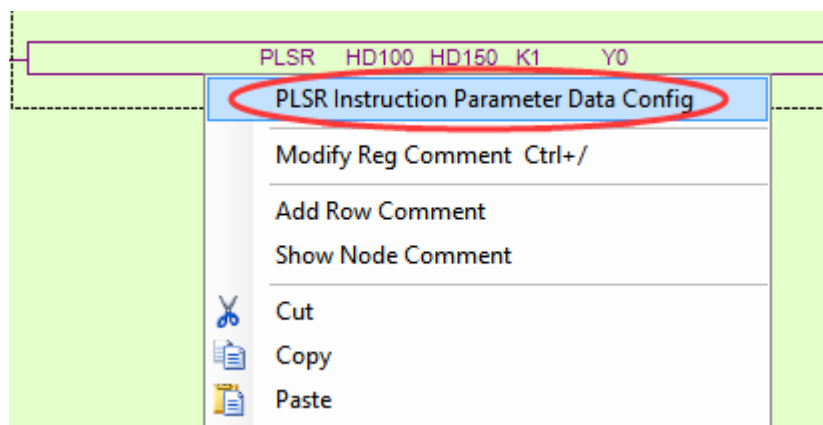 PLSR HD100 HD150 K1 Y0
PLSR Instruction Parameter Data Config
Modify Reg Comment Ctrl+/
Add Row Comment
Show Node Comment
Cut
Copy
Paste